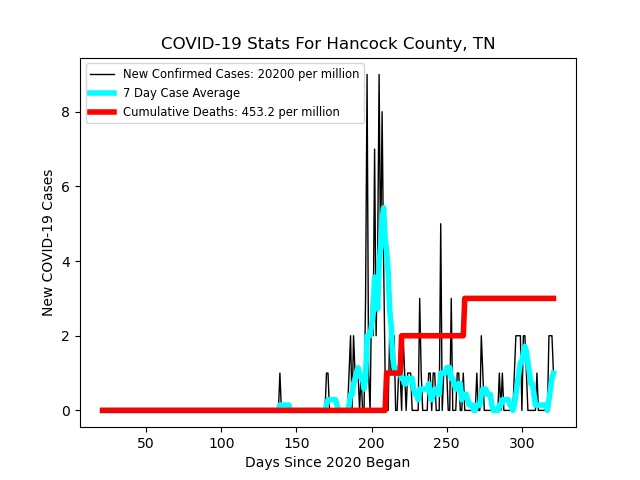 COVID-19 Stats For Hancock County, TN
New Confirmed Cases: 20200 per million
7 Day Case Average
Cumulative Deaths: 453.2 per million
New COVID-19 Cases
8
6
4
2
0
50 100 150 200 250 300
Days Since 2020 Began